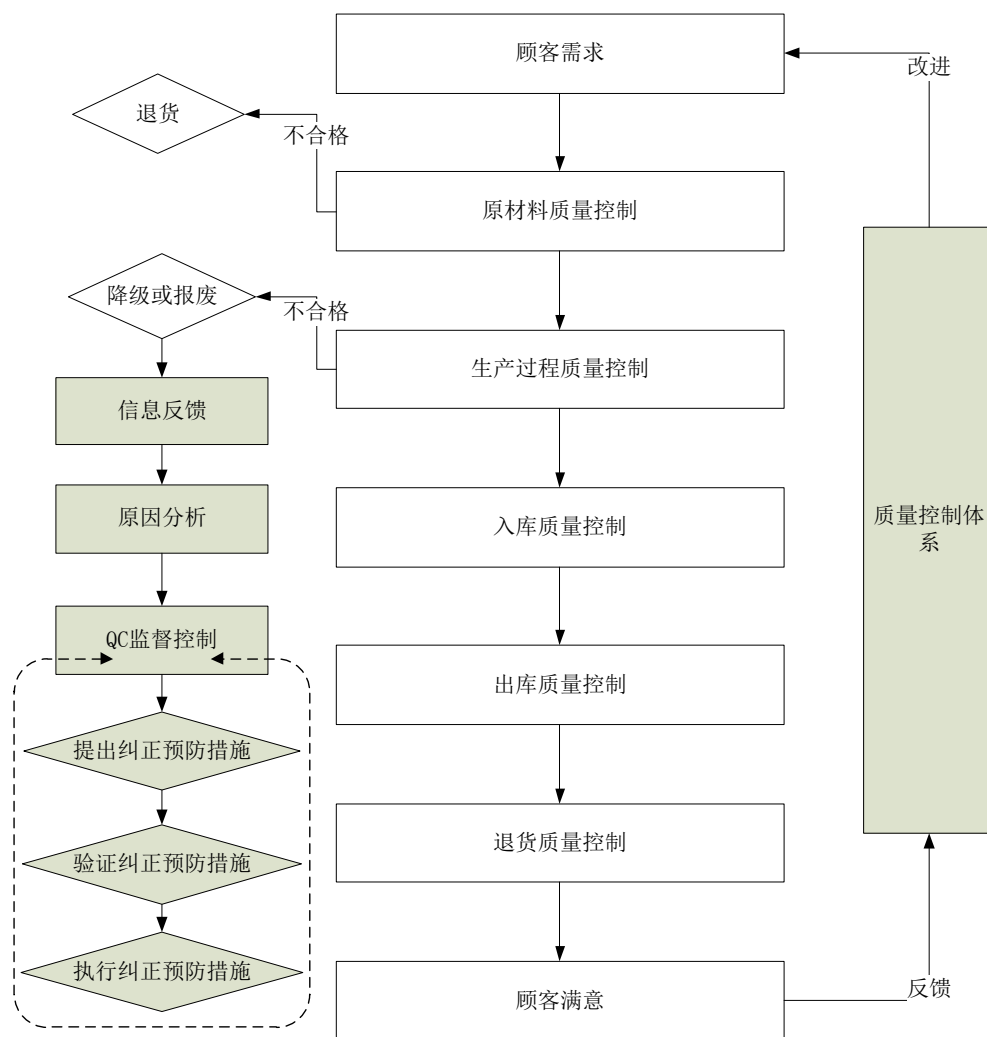 顾客需求
改进
退货
不合格
原材料质量控制
降级或报废
不合格
生产过程质量控制
信息反馈
原因分析
入库质量控制
质量控制体
系
QC监督控制
出库质量控制
提出纠正预防措施
退货质量控制
验证纠正预防措施
执行纠正预防措施
顾客满意
反馈